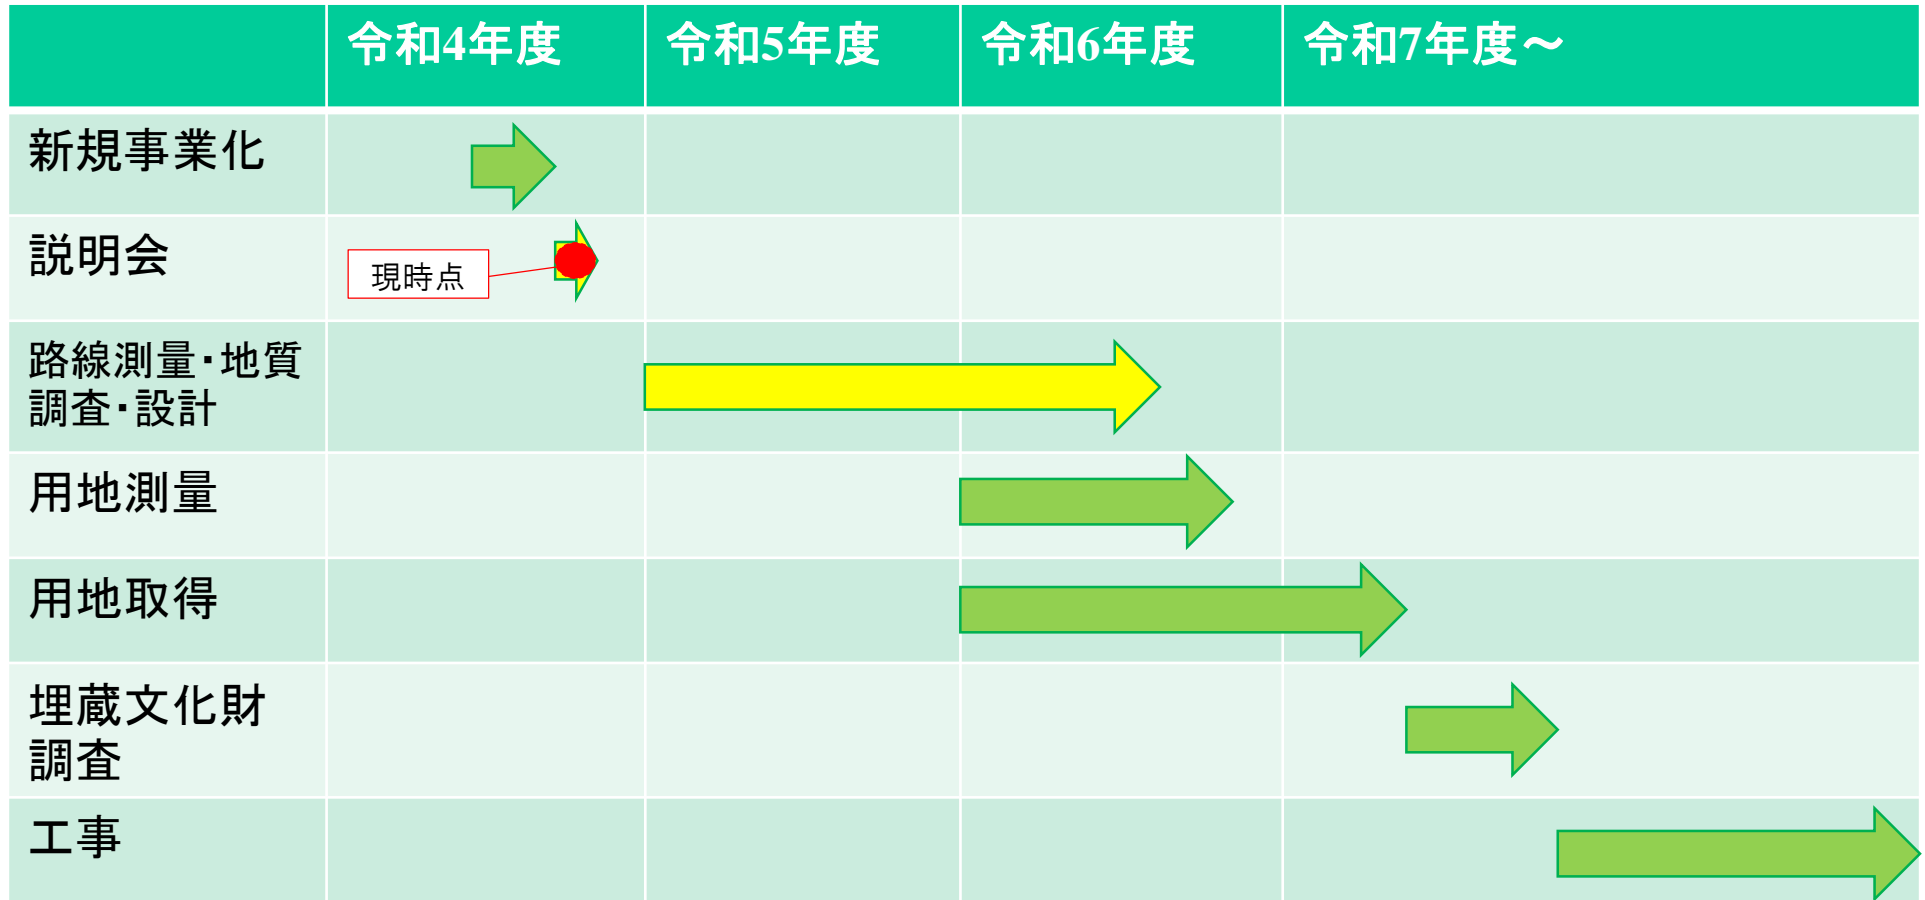 令和4年度
令和5年度
令和6年度
令和7年度～
新規事業化
説明会
現時点
路線測量・地質
調査・設計
用地測量
用地取得
埋蔵文化財
調査
工事